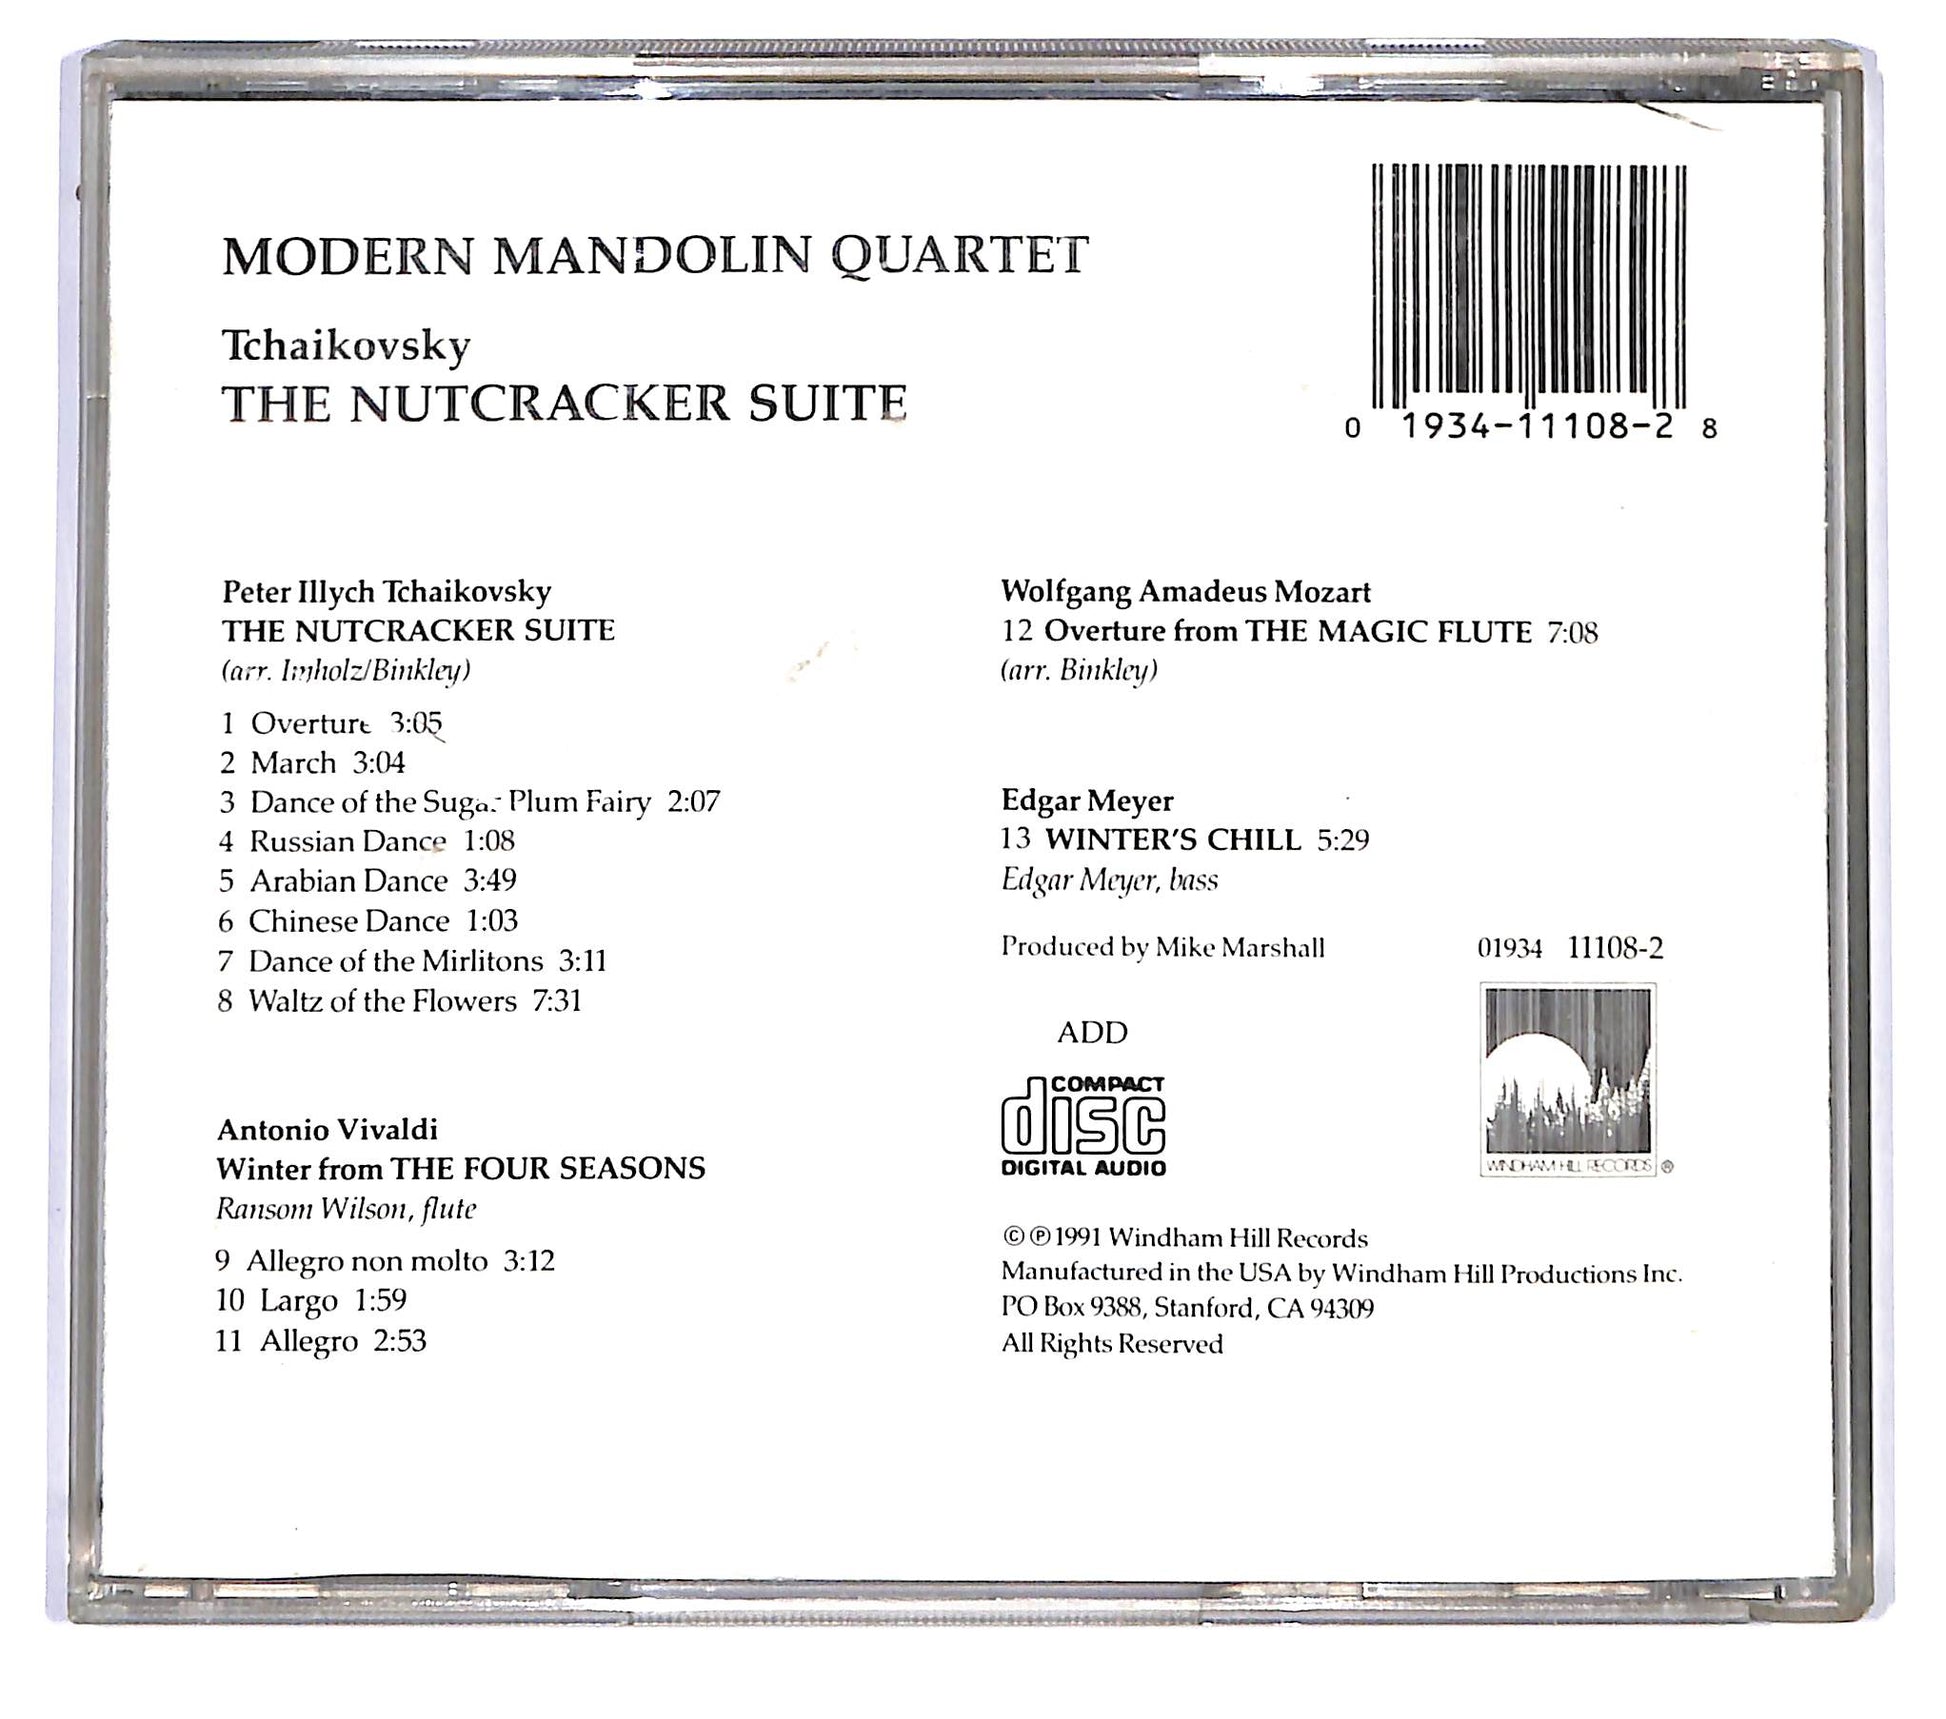 MODERN MANDOLIN QUARTET
Tchaikovsky
THE NUTCRACKER SUITE
0 1934-11108-2 8
Peter Illych Tchaikovsky
THE NUTCRACKER SUITE
(arr. Imholz/Binkley)
1 Overture 3:05
2 March 3:04
3 Dance of the Sugar Plum Fairy 2:07
4 Russian Dance 1:08
5 Arabian Dance 3:49
6 Chinese Dance 1:03
7 Dance of the Mirlitons 3:11
8 Waltz of the Flowers 7:31
Antonio Vivaldi
Winter from THE FOUR SEASONS
Ransom Wilson, flute
9 Allegro non molto 3:12
10 Largo 1:59
11 Allegro 2:53
Wolfgang Amadeus Mozart
12 Overture from THE MAGIC FLUTE 7:08
(arr. Binkley)
Edgar Meyer
13 WINTER'S CHILL 5:29
Edgar Meyer, bass
Produced by Mike Marshall
01934 11108-2
ADD
COMPACT
disc
DIGITAL AUDIO
WINDHAM HILL RECORDS ®
©℗1991 Windham Hill Records
Manufactured in the USA by Windham Hill Productions Inc.
PO Box 9388, Stanford, CA 94309
All Rights Reserved